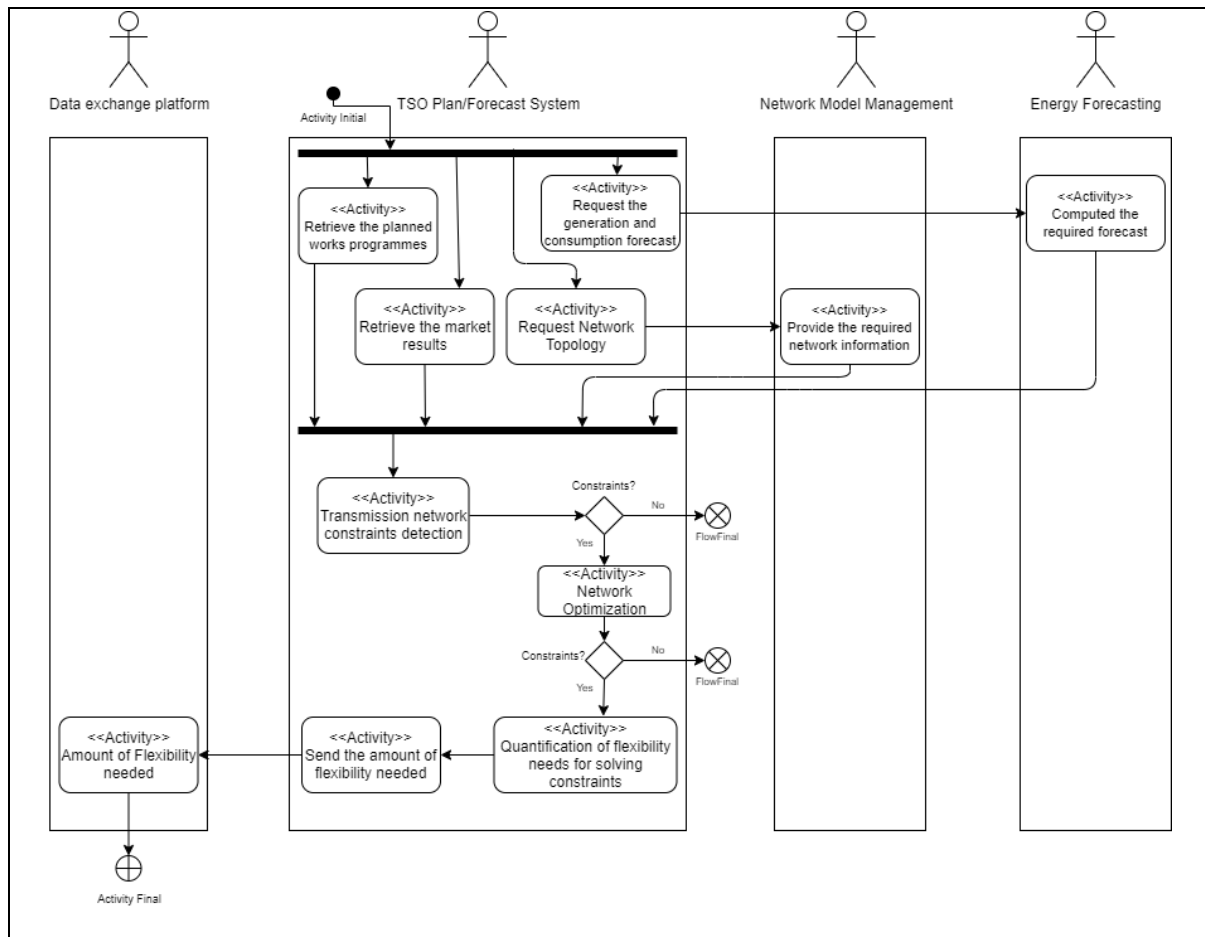 Data exchange platform
TSO Plan/Forecast System
Network Model Management
Energy Forecasting
Activity Initial
<<Activity>>
Retrieve the planned
works programmes
<<Activity>>
Request the
generation and
consumption forecast
<<Activity>>
Computed the
required forecast
<<Activity>>
Retrieve the market
results
<<Activity>>
Request Network
Topology
<<Activity>>
Provide the required
network information
<<Activity>>
Transmission network
constraints detection
Constraints?
No
FlowFinal
Yes
<<Activity>>
Network
Optimization
Constraints?
No
FlowFinal
Yes
<<Activity>>
Amount of Flexibility
needed
<<Activity>>
Send the amount of
flexibility needed
<<Activity>>
Quantification of flexibility
needs for solving
constraints
Activity Final